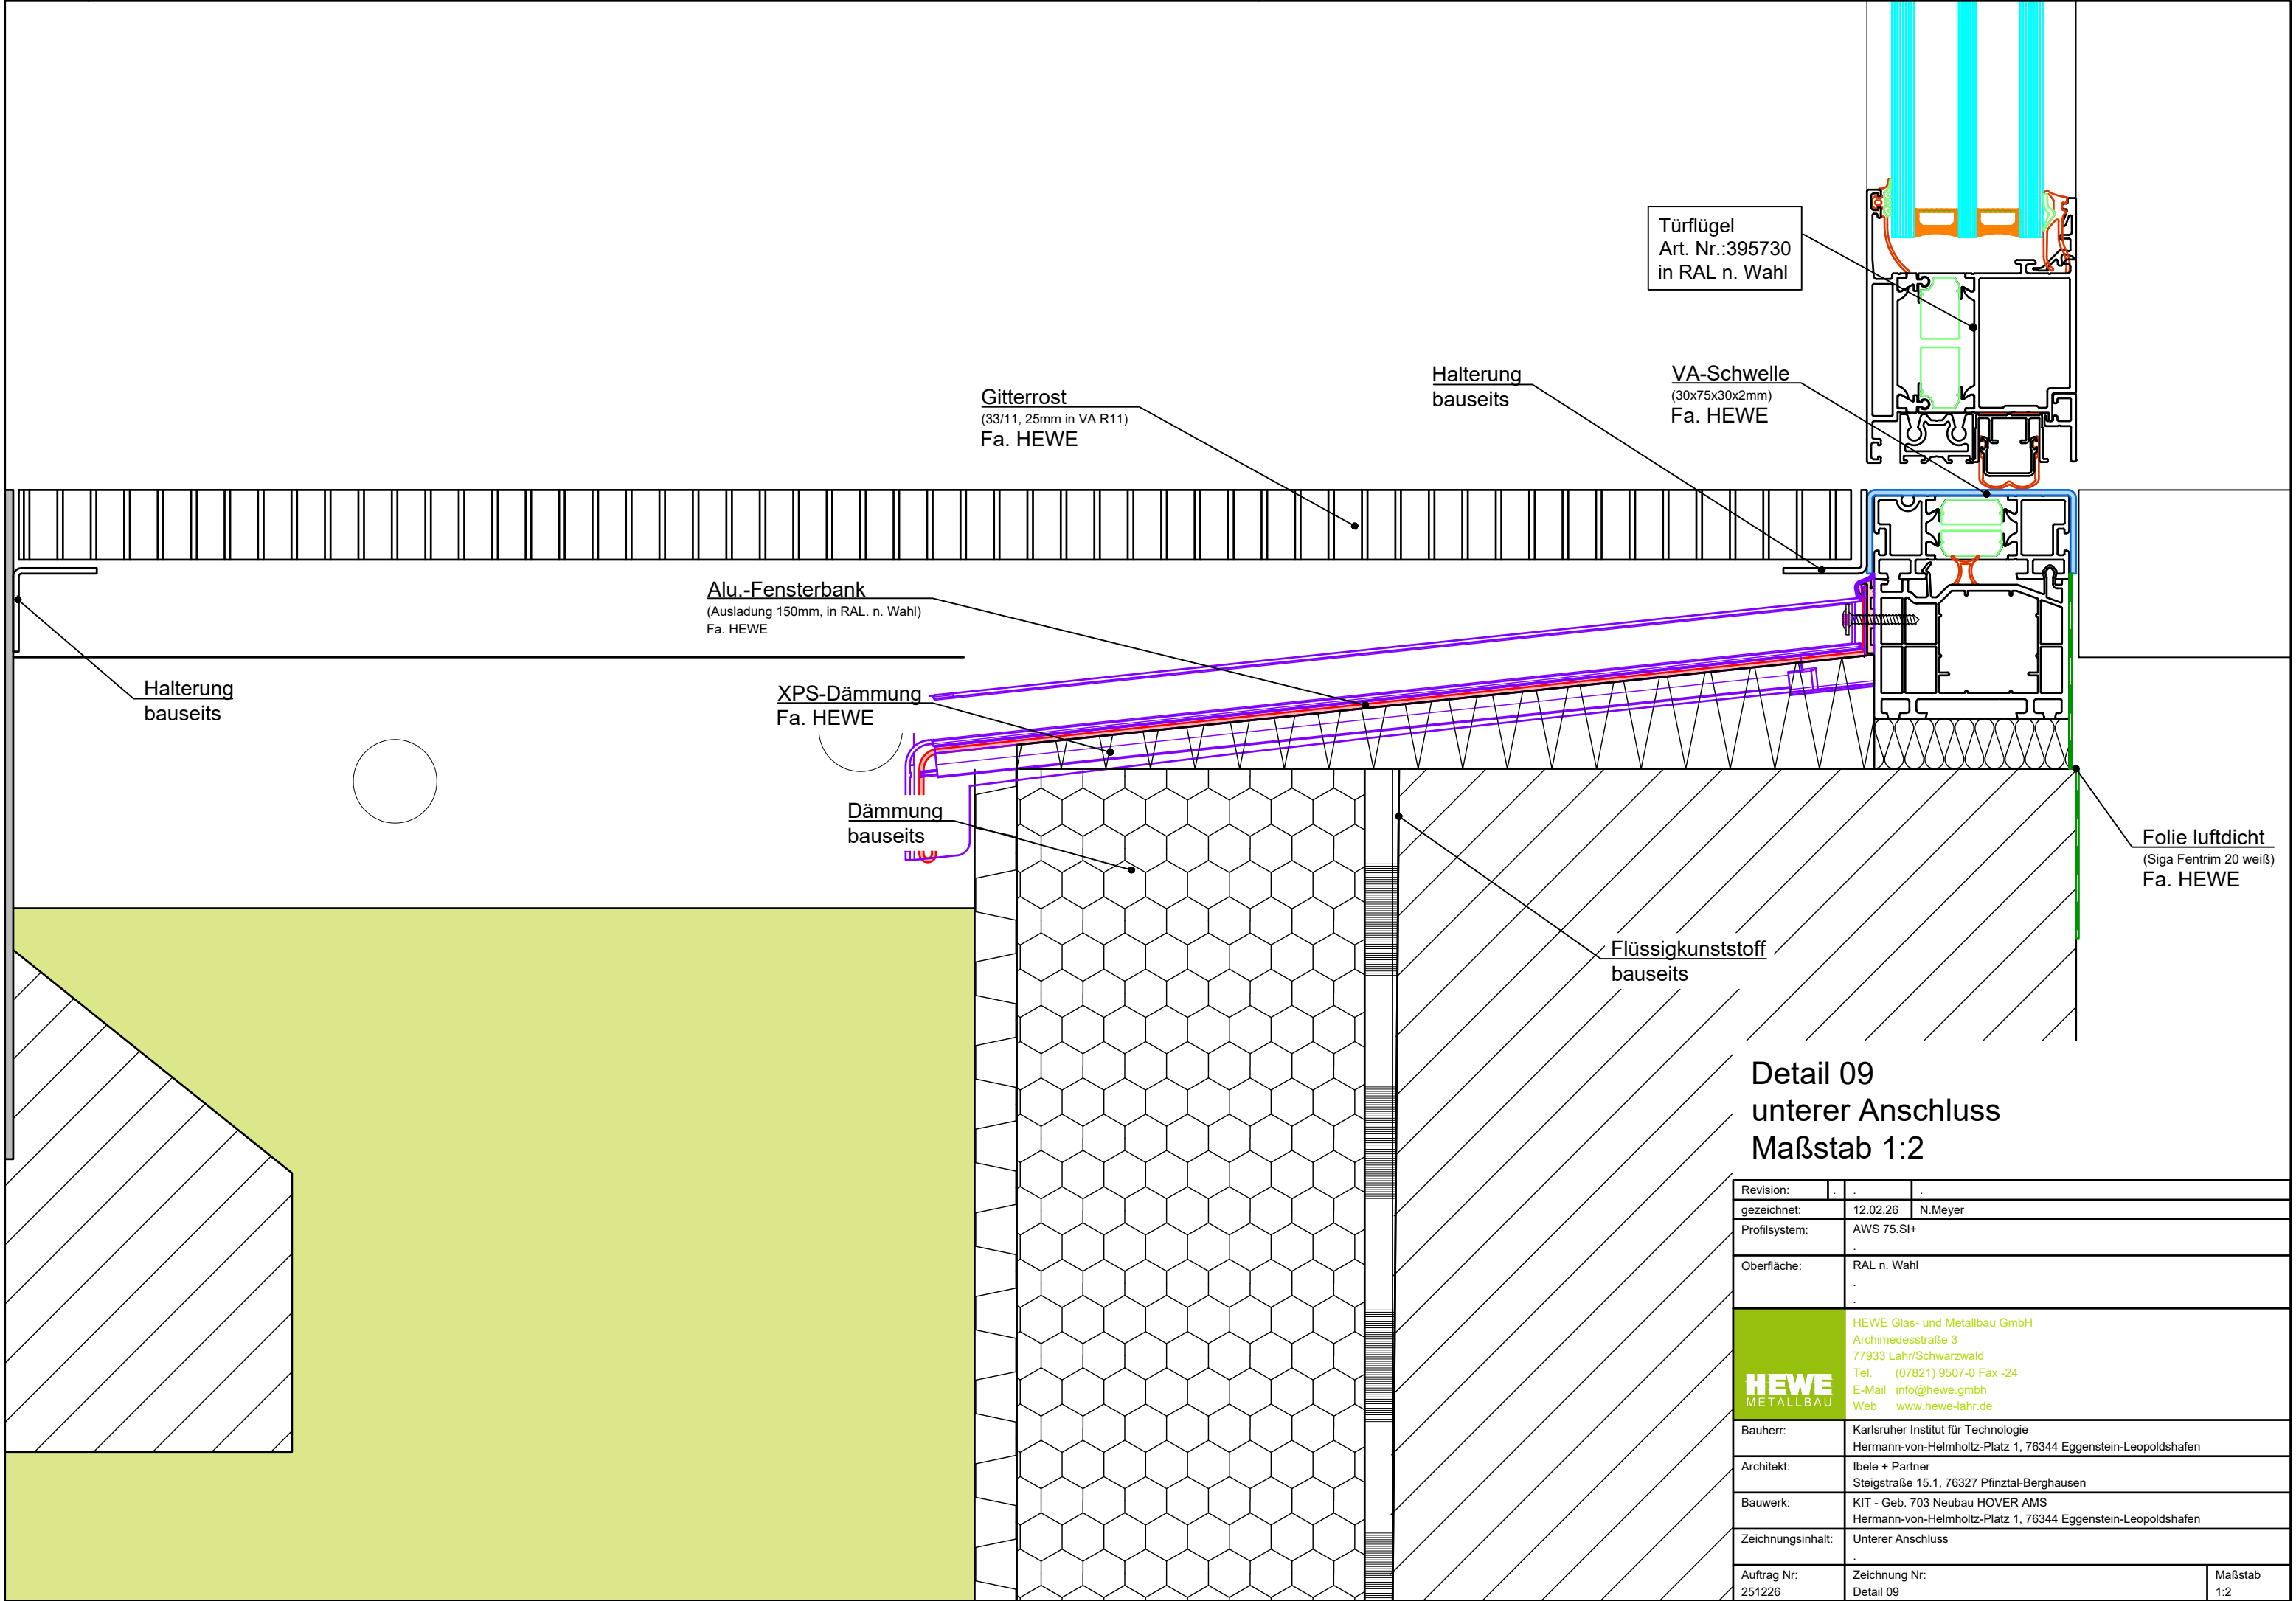 Türflügel
Art. Nr.:395730
in RAL n. Wahl
Gitterrost
(33/11, 25mm in VA R11)
Fa. HEWE
Halterung
bauseits
VA-Schwelle
(30x75x30x2mm)
Fa. HEWE
Alu.-Fensterbank
(Ausladung 150mm, in RAL. n. Wahl)
Fa. HEWE
Halterung
bauseits
XPS-Dämmung
Fa. HEWE
Dämmung
bauseits
Folie luftdicht
(Siga Fentrim 20 weiß)
Fa. HEWE
Flüssigkunststoff
bauseits
Detail 09
unterer Anschluss
Maßstab 1:2
Revision: . . .
gezeichnet: 12.02.26 N.Meyer
Profilsystem: AWS 75.SI+
.
Oberfläche: RAL n. Wahl
.
.
HEWE
METALLBAU
HEWE Glas- und Metallbau GmbH
Archimedesstraße 3
77933 Lahr/Schwarzwald
Tel. (07821) 9507-0 Fax -24
E-Mail info@hewe.gmbh
Web www.hewe-lahr.de
Bauherr: Karlsruher Institut für Technologie
Hermann-von-Helmholtz-Platz 1, 76344 Eggenstein-Leopoldshafen
Architekt: Ibele + Partner
Steigstraße 15.1, 76327 Pfinztal-Berghausen
Bauwerk: KIT - Geb. 703 Neubau HOVER AMS
Hermann-von-Helmholtz-Platz 1, 76344 Eggenstein-Leopoldshafen
Zeichnungsinhalt: Unterer Anschluss
.
Auftrag Nr: Zeichnung Nr: Maßstab
251226 Detail 09 1:2